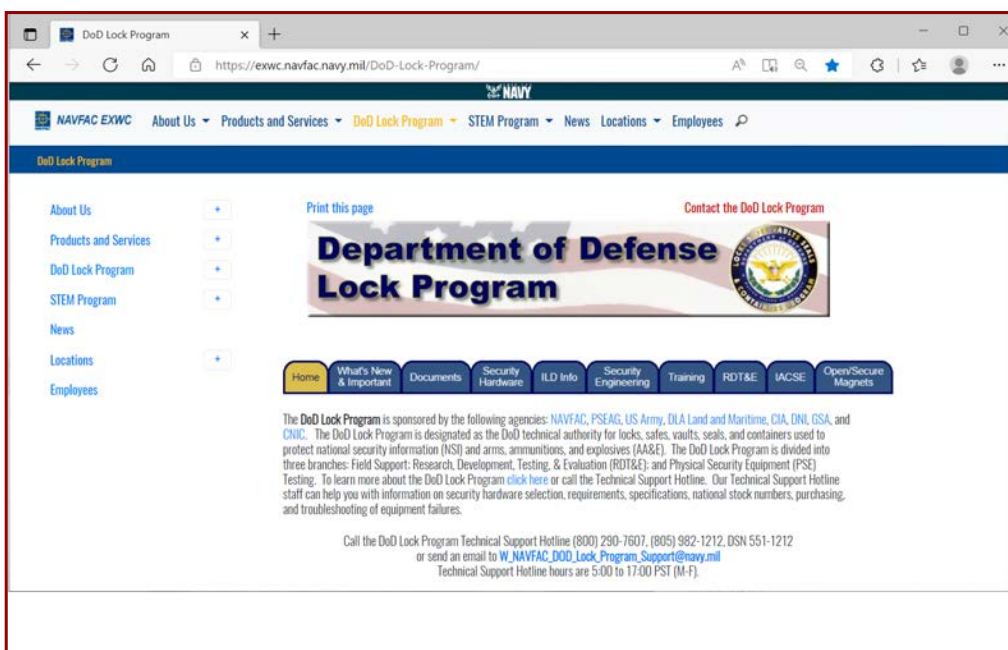 DoD Lock Program
https://exwc.navfac.navy.mil/DoD-Lock-Program/
NAVY
NAVFAC EXWC About Us Products and Services DoD Lock Program STEM Program News Locations Employees
DoD Lock Program
About Us
Products and Services
DoD Lock Program
STEM Program
News
Locations
Employees
Print this page
Contact the DoD Lock Program
Department of Defense
Lock Program
Home
What's New
& Important
Documents
Security
Hardware
ILD Info
Security
Engineering
Training
RDT&E
IACSE
Open/Secure
Magnets
The DoD Lock Program is sponsored by the following agencies: NAVFAC, PSEAG, US Army, DLA Land and Maritime, CIA, DNI, GSA, and
CNIC. The DoD Lock Program is designated as the DoD technical authority for locks, safes, vaults, seals, and containers used to
protect national security information (NSI) and arms, ammunitions, and explosives (AA&E). The DoD Lock Program is divided into
three branches: Field Support: Research, Development, Testing, & Evaluation (RDT&E): and Physical Security Equipment (PSE)
Testing. To learn more about the DoD Lock Program click here or call the Technical Support Hotline. Our Technical Support Hotline
staff can help you with information on security hardware selection, requirements, specifications, national stock numbers, purchasing,
and troubleshooting of equipment failures.
Call the DoD Lock Program Technical Support Hotline (800) 290-7607, (805) 982-1212, DSN 551-1212
or send an email to W_NAVFAC_DOD_Lock_Program_Support@navy.mil
Technical Support Hotline hours are 5:00 to 17:00 PST (M-F).